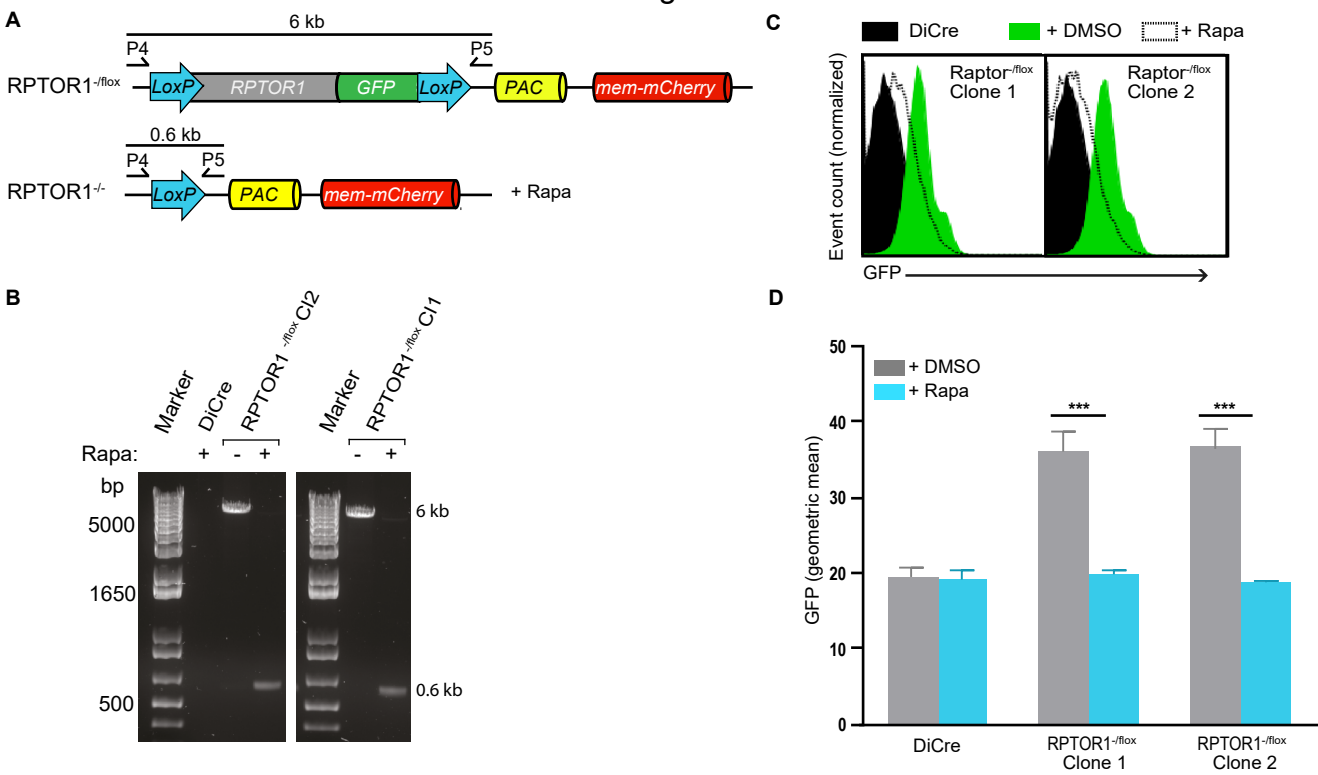 A
6 kb
P4
P5
RPTOR1-/flox
LoxP
RPTOR1
GFP
LoxP
PAC
mem-mCherry
0.6 kb
P4
P5
RPTOR1-/-
LoxP
PAC
mem-mCherry
+ Rapa
B
Marker
DiCre
RPTOR1 -/flox Cl2
Marker
RPTOR1-/flox Cl1
Rapa:
+
-
+
-
+
bp
5000
1650
500
6 kb
0.6 kb
C
DiCre
+ DMSO
+ Rapa
Raptor-/flox
Clone 1
Raptor-/flox
Clone 2
Event count (normalized)
GFP
D
+ DMSO
+ Rapa
***
***
GFP (geometric mean)
50
40
30
20
10
0
DiCre
RPTOR1-/flox
Clone 1
RPTOR1-/flox
Clone 2